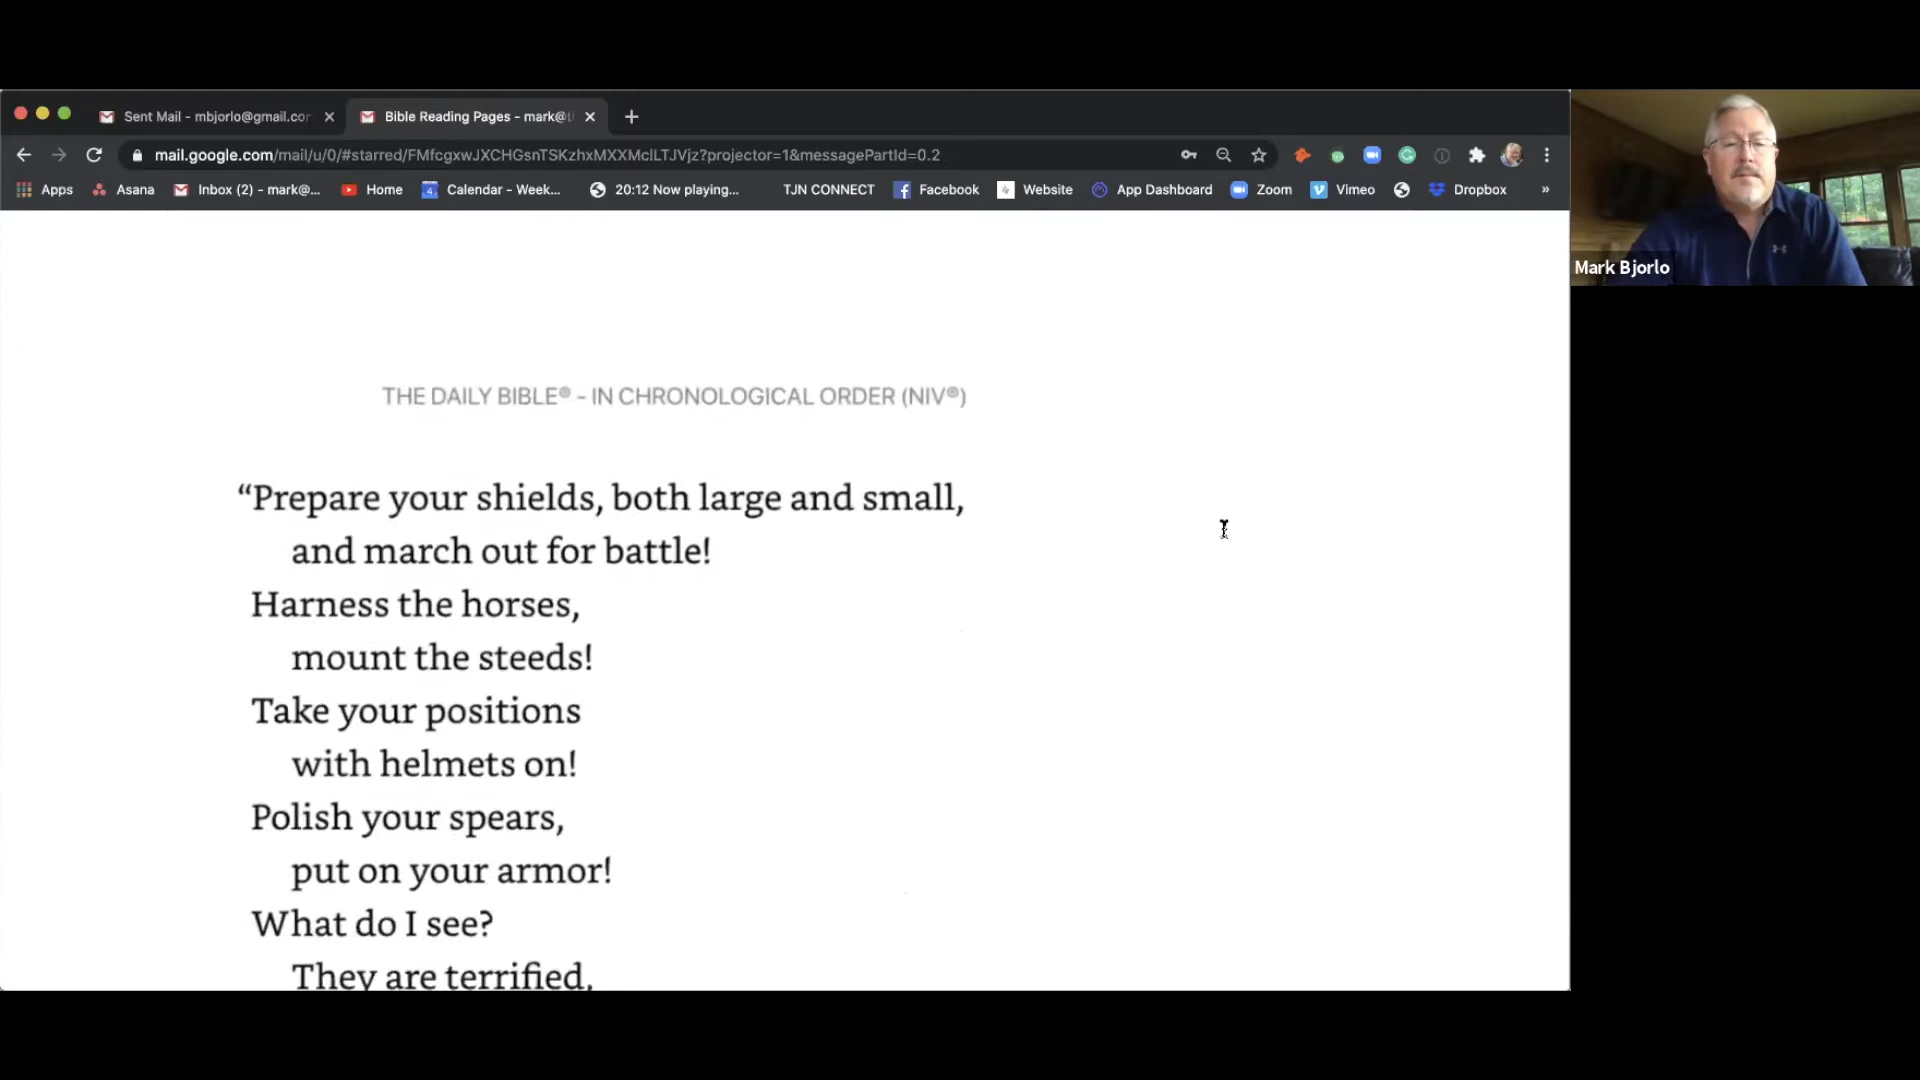 Sent Mail - mbjorlo@gmail.co
Bible Reading Pages - mark@t
mail.google.com/mail/u/0/#starred/FMfcgxwJXCHGsnTSKzhxMXXMclLTJVjz?projector=1&messagePartId=0.2
Apps Asana Inbox (2) - mark@... Home Calendar - Week... 20:12 Now playing... TJN CONNECT Facebook Website App Dashboard Zoom Vimeo Dropbox »
Mark Bjorlo
THE DAILY BIBLE® - IN CHRONOLOGICAL ORDER (NIV®)
“Prepare your shields, both large and small,
and march out for battle!
Harness the horses,
mount the steeds!
Take your positions
with helmets on!
Polish your spears,
put on your armor!
What do I see?
They are terrified,